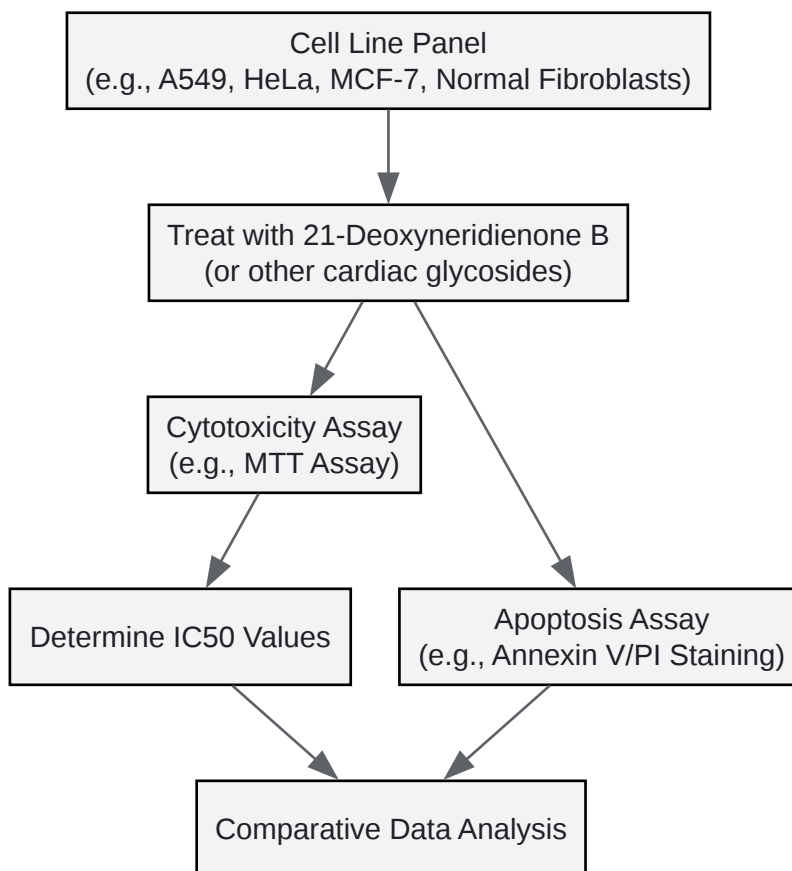 Cell Line Panel
(e.g., A549, HeLa, MCF-7, Normal Fibroblasts)
Treat with 21-Deoxyneridienone B
(or other cardiac glycosides)
Cytotoxicity Assay
(e.g., MTT Assay)
Determine IC50 Values
Apoptosis Assay
(e.g., Annexin V/PI Staining)
Comparative Data Analysis